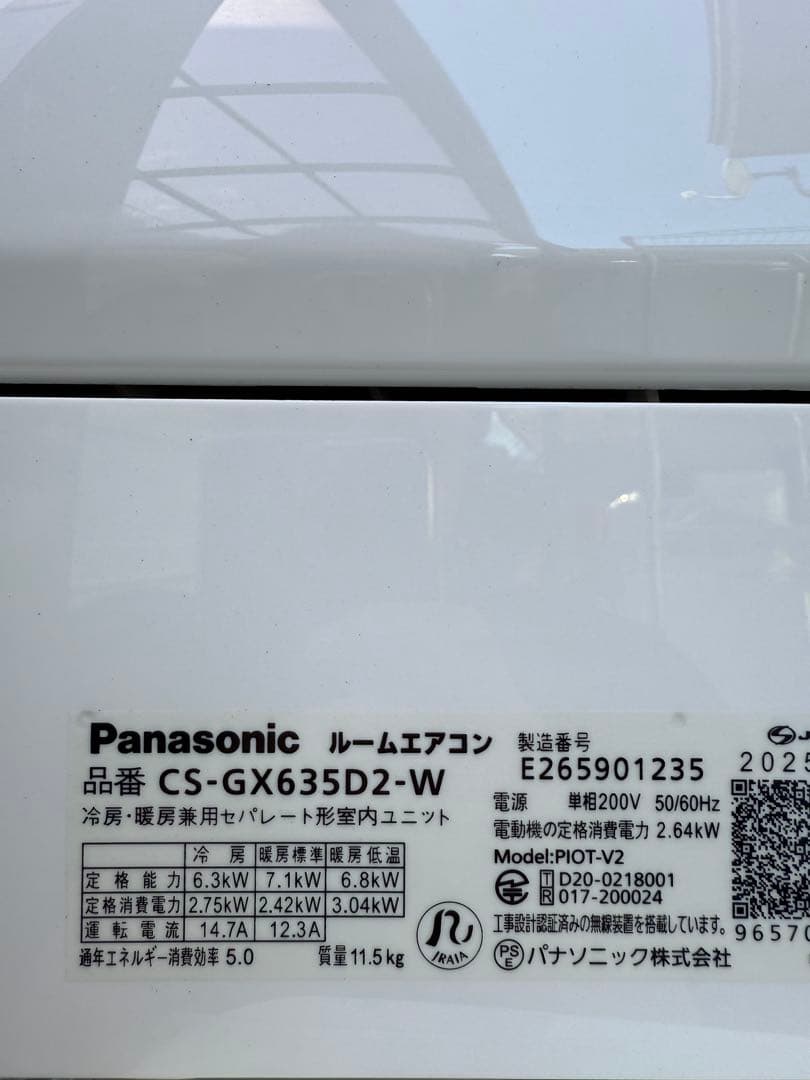 Panasonic ルームエアコン
品番 CS-GX635D2-W
冷房・暖房兼用セパレート形室内ユニット
冷房 暖房標準 暖房低温
定格能力 6.3kW 7.1kW 6.8kW
定格消費電力 2.75kW 2.42kW 3.04kW
運転電流 14.7A 12.3A
通年エネルギー消費効率 5.0 質量11.5kg
JRAIA
製造番号
E265901235
電源 単相200V 50/60Hz
電動機の定格消費電力 2.64kW
Model:PIOT-V2
T D20-0218001
R 017-200024
工事設計認証済みの無線装置を搭載しています。
PSE パナソニック株式会社
2025
96570